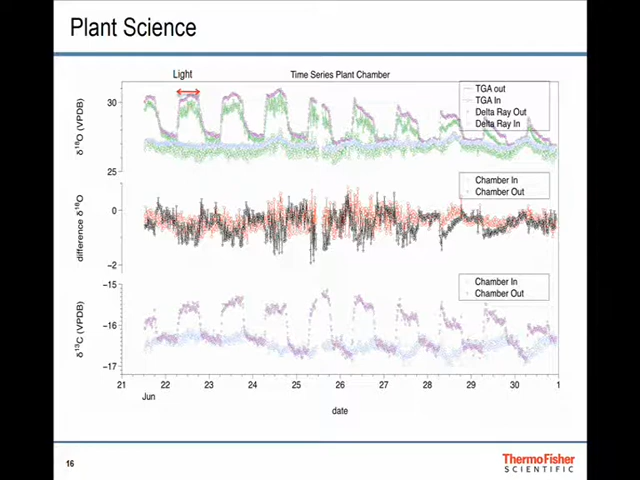 Plant Science
Light
Time Series Plant Chamber
TGA out
TGA In
Delta Ray Out
Delta Ray In
δ¹⁸O (VPDB)
30
25
Chamber In
Chamber Out
difference δ¹⁸O
0
−2
Chamber In
Chamber Out
δ¹³C (VPDB)
−15
−16
−17
21 22 23 24 25 26 27 28 29 30 1
Jun
date
16
ThermoFisher
SCIENTIFIC